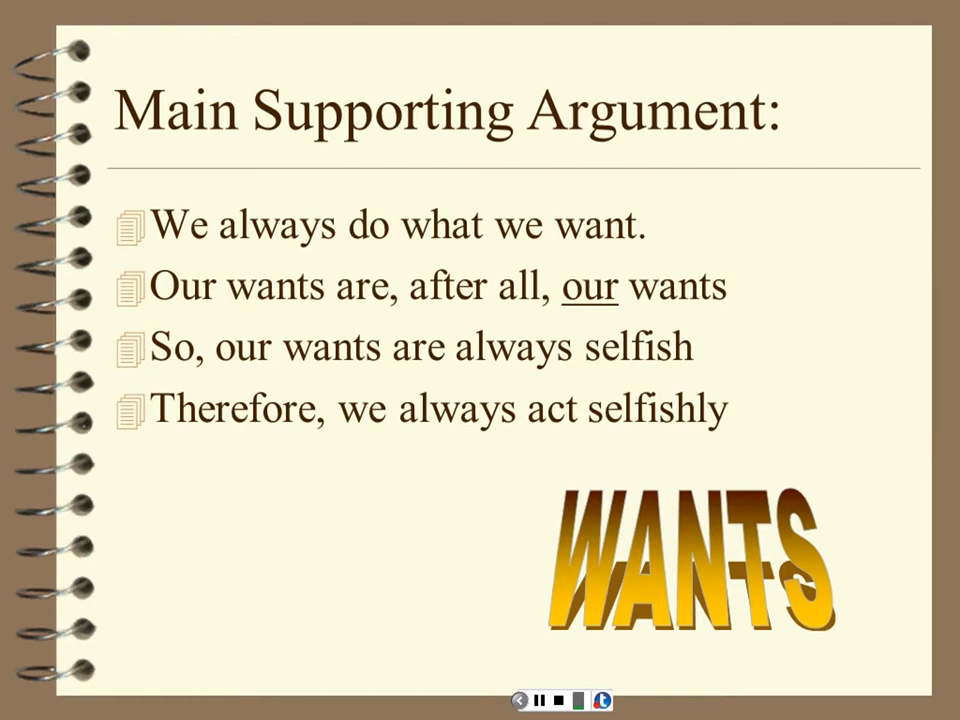 Main Supporting Argument:
We always do what we want.
Our wants are, after all, our wants
So, our wants are always selfish
Therefore, we always act selfishly
WANTS